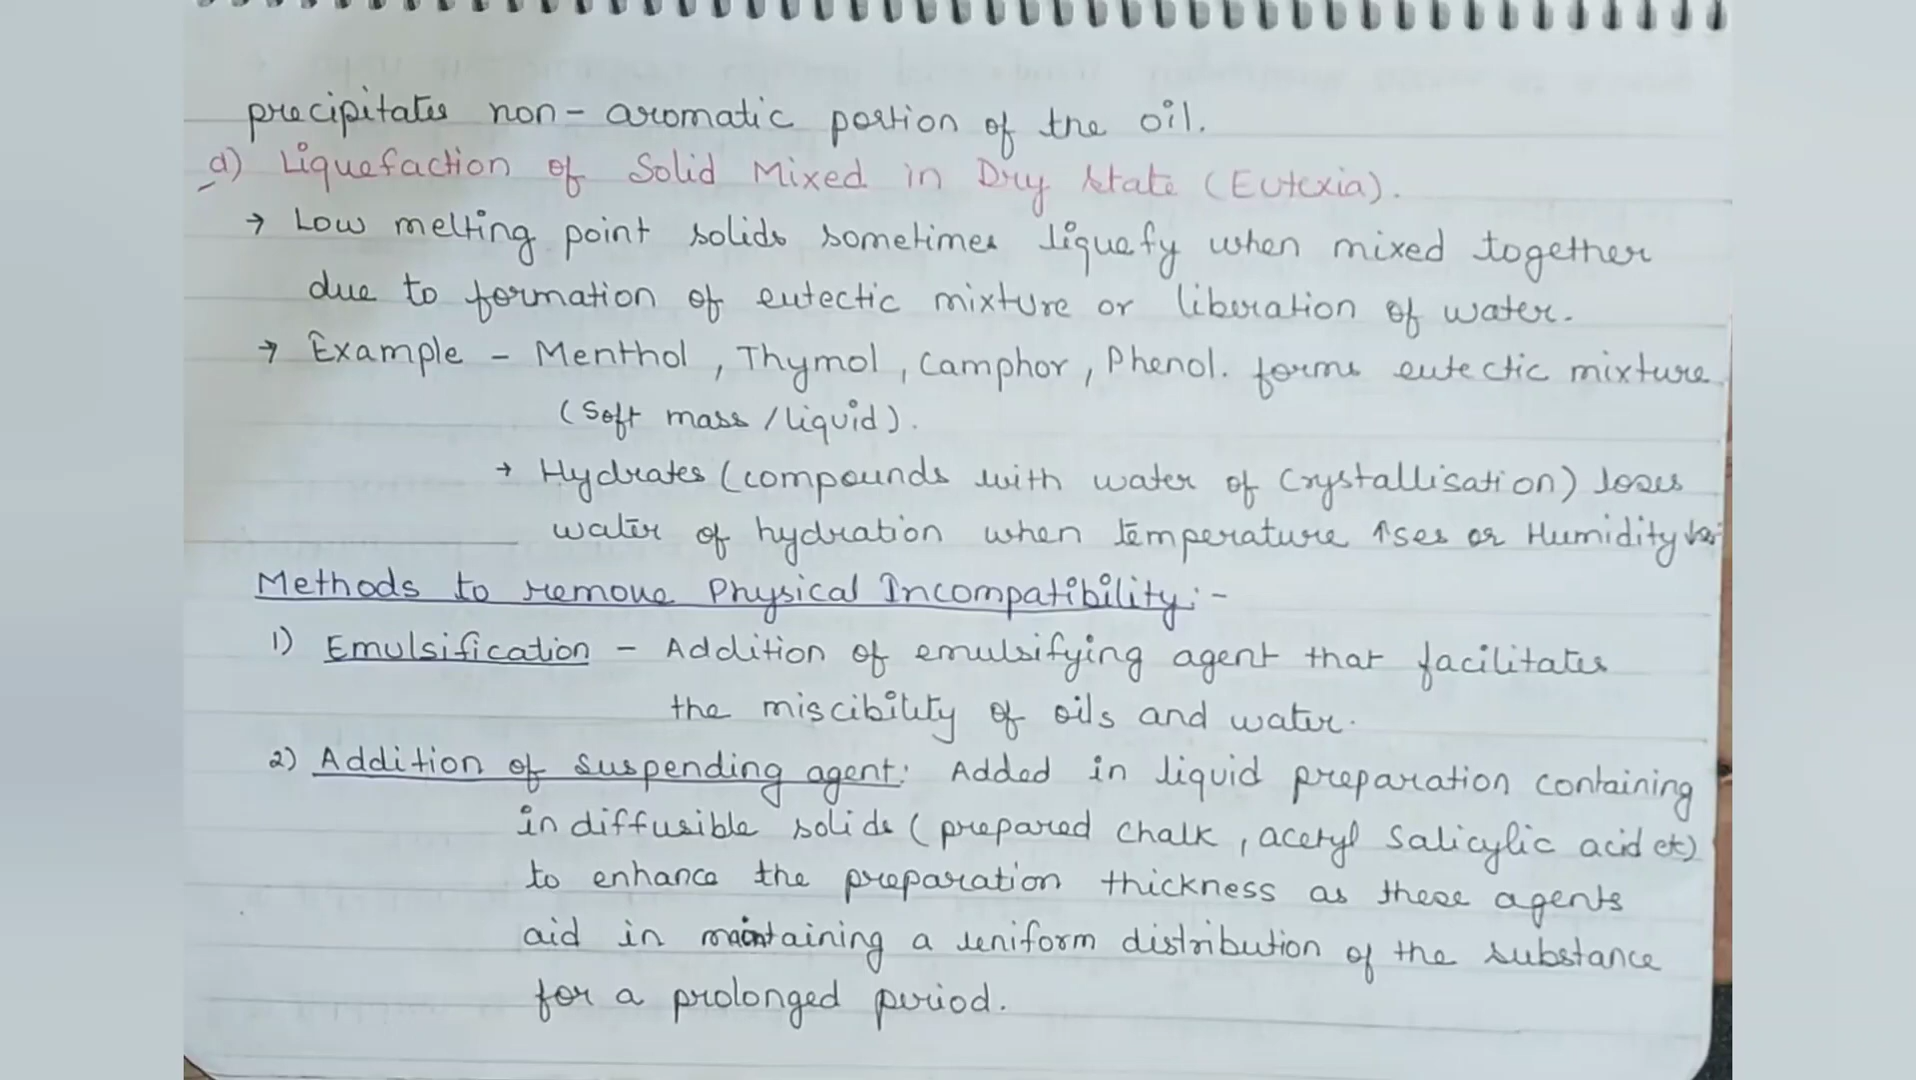 precipitates non-aromatic portion of the oil.
d) Liquefaction of Solid Mixed in Dry state (Eutexia).
→ Low melting point solids sometimes liquefy when mixed together
due to formation of eutectic mixture or liberation of water.
→ Example - Menthol, Thymol, Camphor, Phenol. forms eutectic mixture
(Soft mass /liquid).
→ Hydrates (compounds with water of Crystallisation) loses
water of hydration when temperature ↑ses or Humidity
Methods to remove Physical Incompatibility:-
1) Emulsification - Addition of emulsifying agent that facilitates
the miscibility of oils and water.
2) Addition of suspending agent: Added in liquid preparation containing
indiffusible solids (prepared chalk, acetyl salicylic acid etc)
to enhance the preparation thickness as these agents
aid in maintaining a uniform distribution of the substance
for a prolonged period.